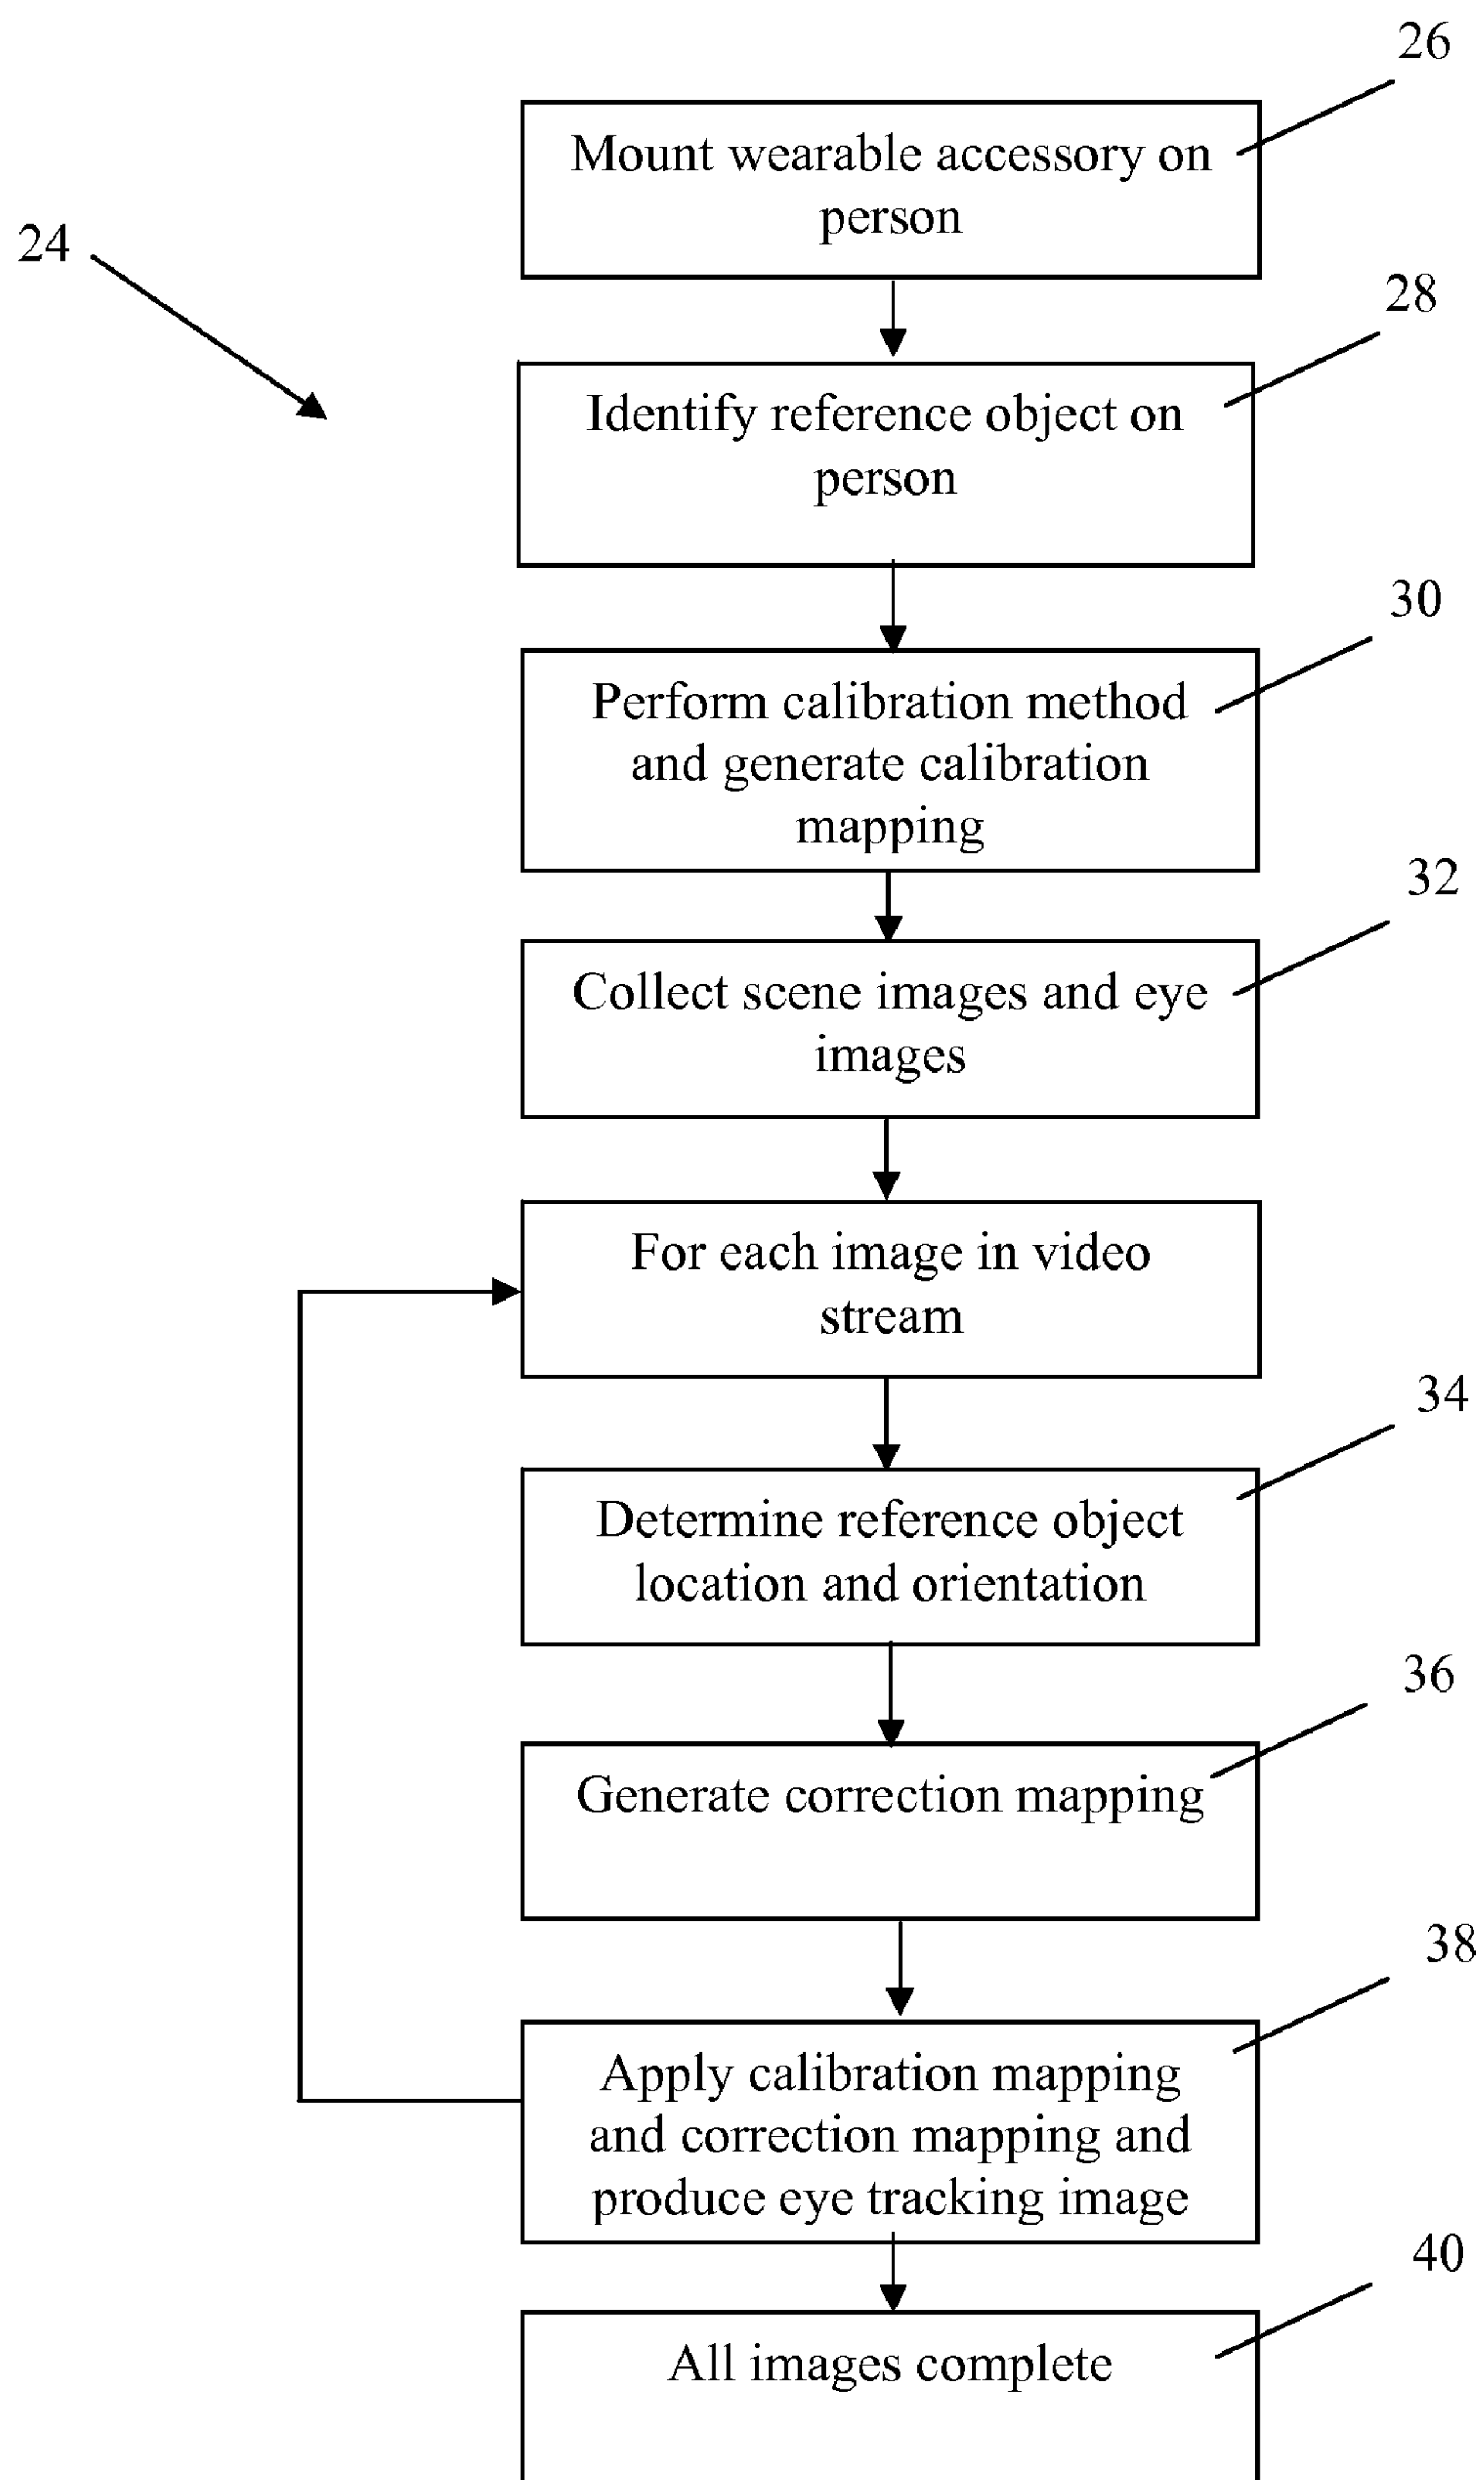 26
Mount wearable accessory on
person
24
28
Identify reference object on
person
30
Perform calibration method
and generate calibration
mapping
32
Collect scene images and eye
images
For each image in video
stream
34
Determine reference object
location and orientation
36
Generate correction mapping
38
Apply calibration mapping
and correction mapping and
produce eye tracking image
40
All images complete